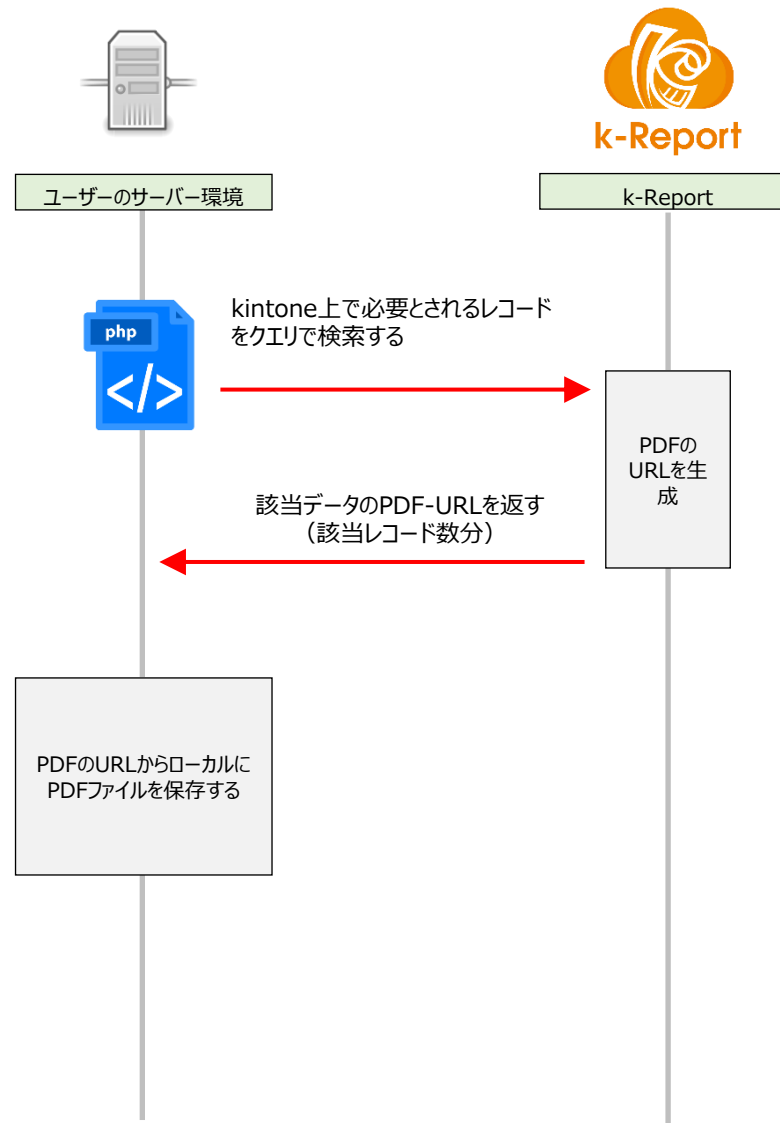 k-Report
ユーザーのサーバー環境
k-Report
php
</>
kintone上で必要とされるレコード
をクエリで検索する
PDFの
URLを生
成
該当データのPDF-URLを返す
（該当レコード数分）
PDFのURLからローカルに
PDFファイルを保存する